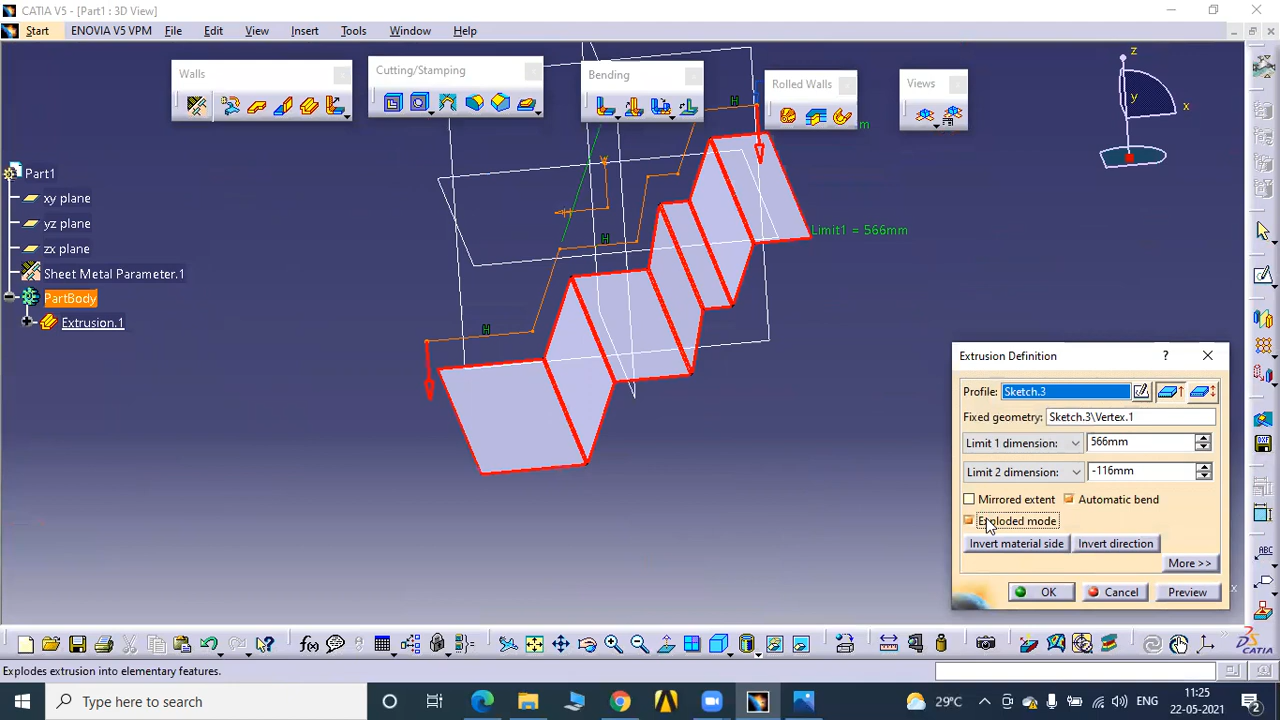 CATIA V5 - [Part1 : 3D View]
Start ENOVIA V5 VPM File Edit View Insert Tools Window Help
Walls
Cutting/Stamping
Bending
Rolled Walls
Views
z
y
x
H
m
Part1
xy plane
yz plane
zx plane
Sheet Metal Parameter.1
PartBody
Extrusion.1
Limit1 = 566mm
H
H
Extrusion Definition
Profile: Sketch.3
Fixed geometry: Sketch.3\Vertex.1
Limit 1 dimension: 566mm
Limit 2 dimension: -116mm
Mirrored extent Automatic bend
Exploded mode
Invert material side Invert direction
More >>
OK Cancel Preview
x
f(x)
ABC
CATIA
Explodes extrusion into elementary features.
Type here to search
29°C
ENG
11:25
22-05-2021
2